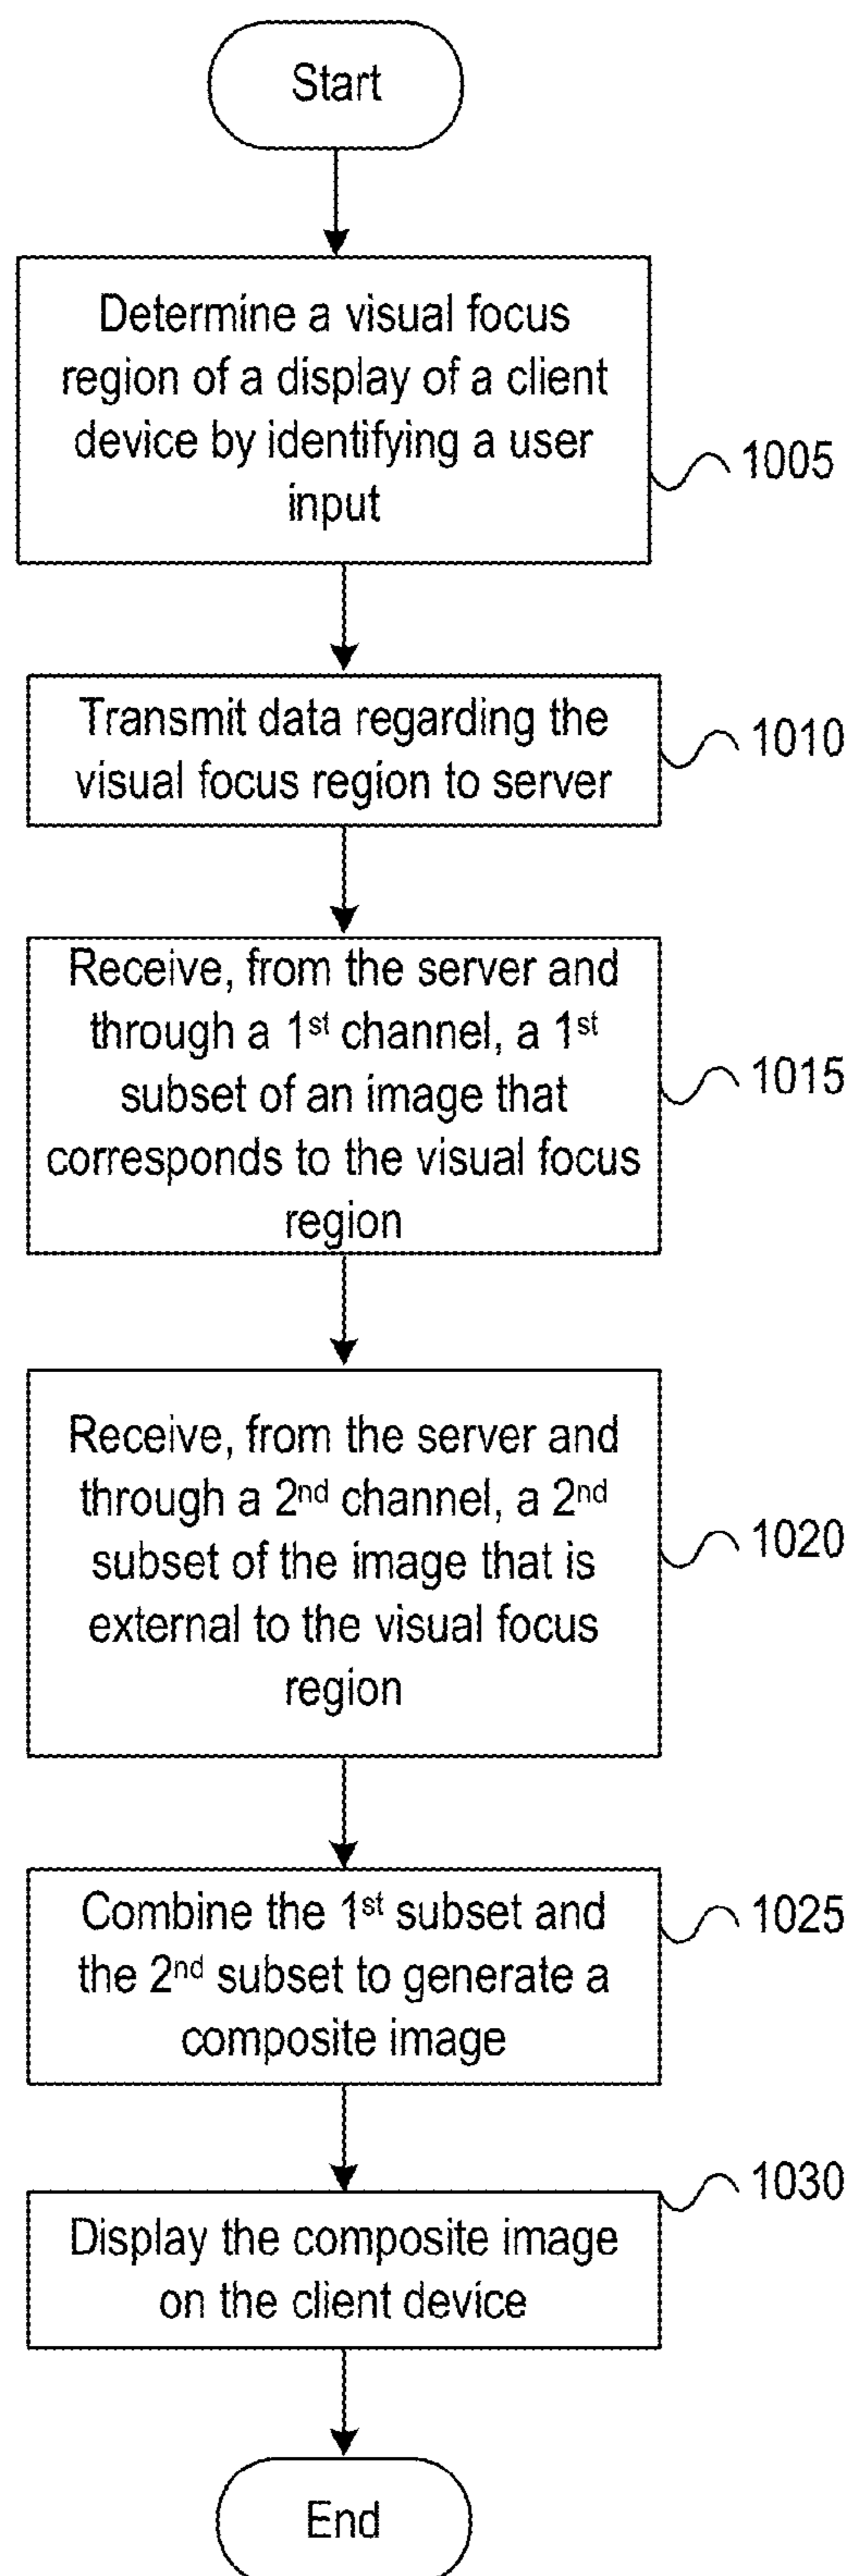 Start
Determine a visual focus
region of a display of a client
device by identifying a user
input
1005
Transmit data regarding the
visual focus region to server
1010
Receive, from the server and
through a 1st channel, a 1st
subset of an image that
corresponds to the visual focus
region
1015
Receive, from the server and
through a 2nd channel, a 2nd
subset of the image that is
external to the visual focus
region
1020
Combine the 1st subset and
the 2nd subset to generate a
composite image
1025
Display the composite image
on the client device
1030
End